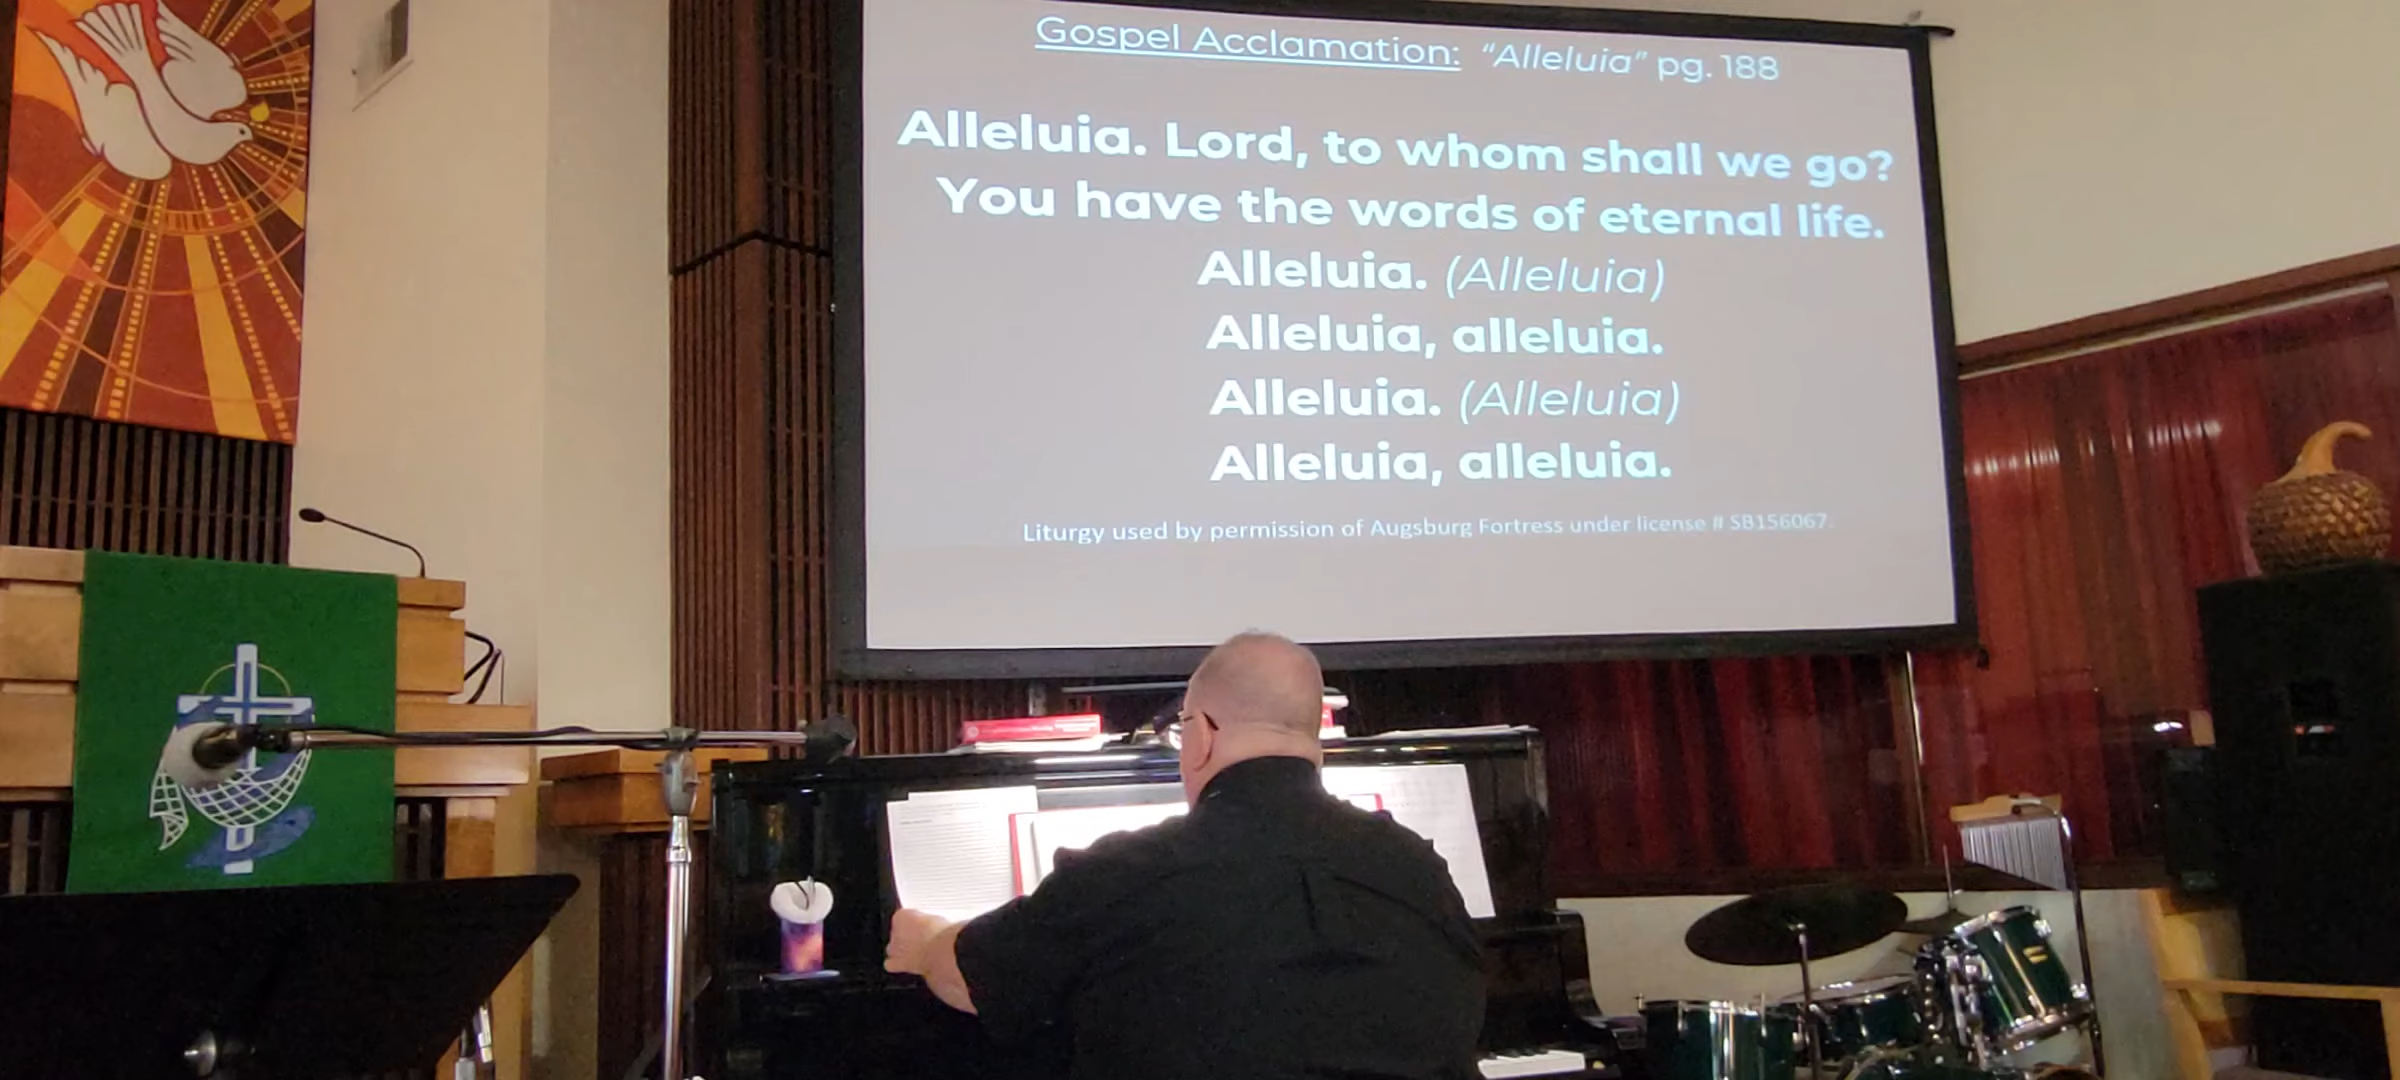 Gospel Acclamation: “Alleluia” pg. 188
Alleluia. Lord, to whom shall we go?
You have the words of eternal life.
Alleluia. (Alleluia)
Alleluia, alleluia.
Alleluia. (Alleluia)
Alleluia, alleluia.
Liturgy used by permission of Augsburg Fortress under license # SB156067.